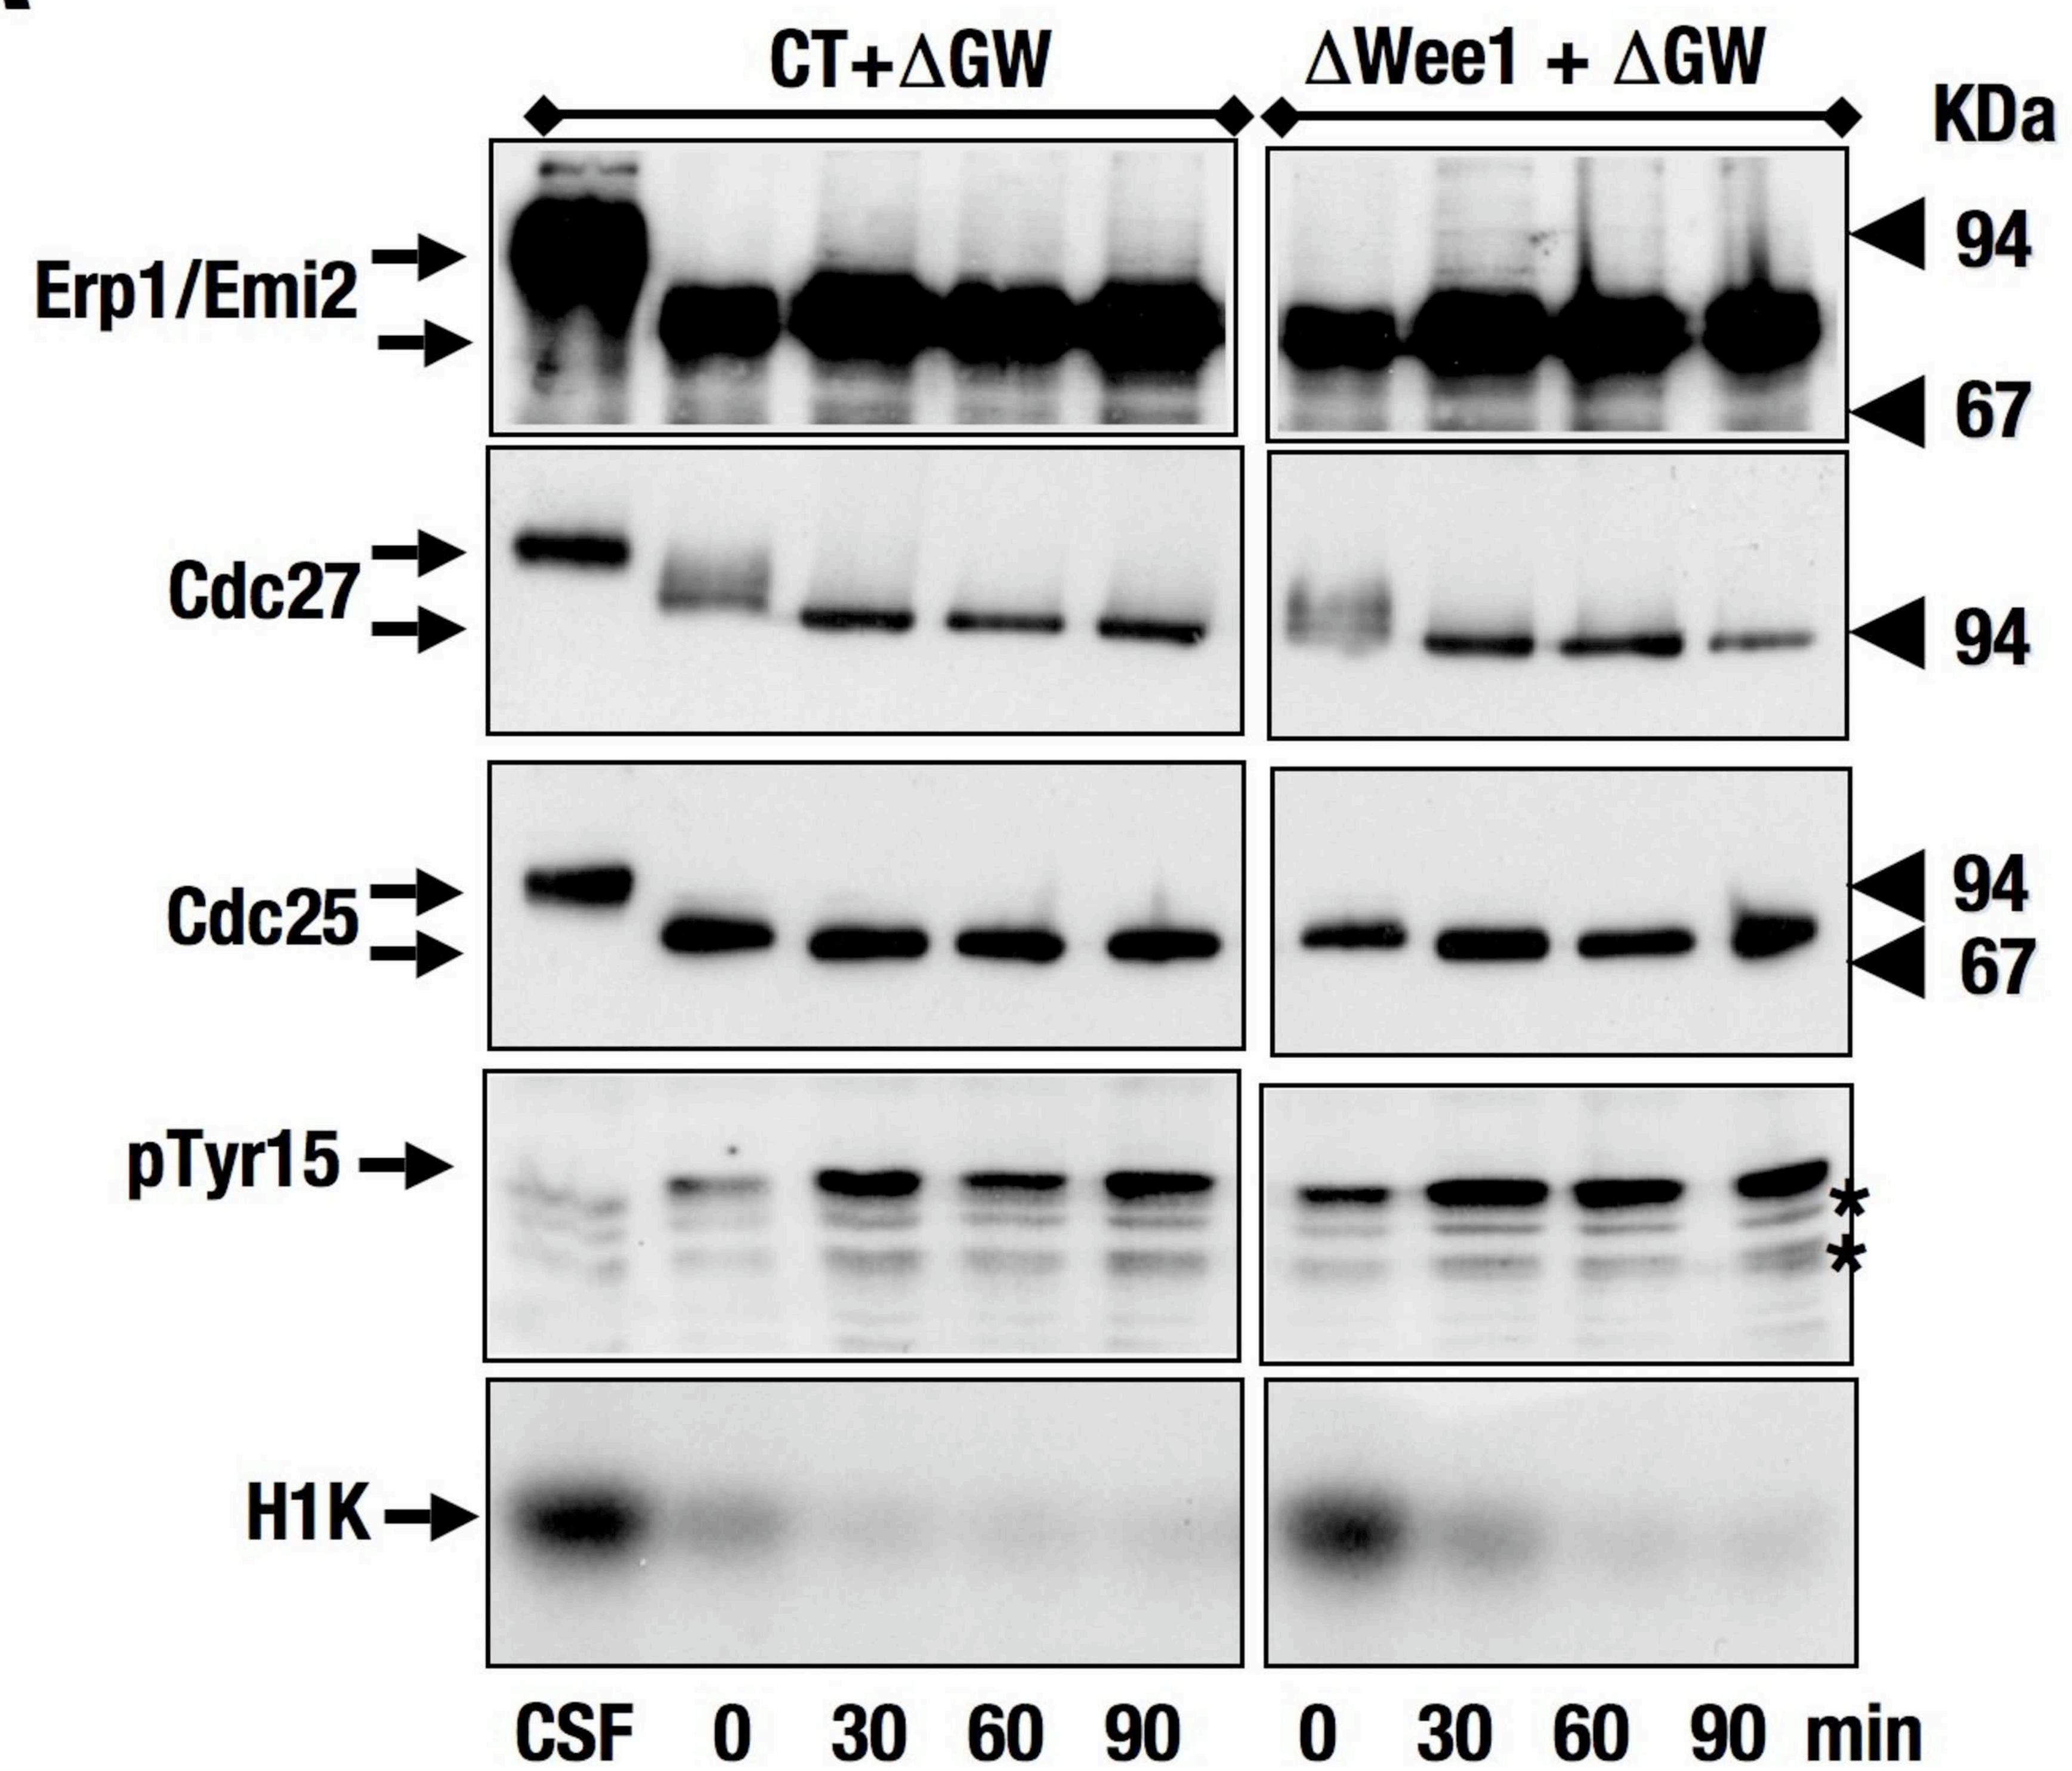 CT+ΔGW ΔWee1 + ΔGW
KDa
94
Erp1/Emi2
67
Cdc27
94
94
Cdc25
67
pTyr15
*
*
H1K
CSF 0 30 60 90 0 30 60 90 min